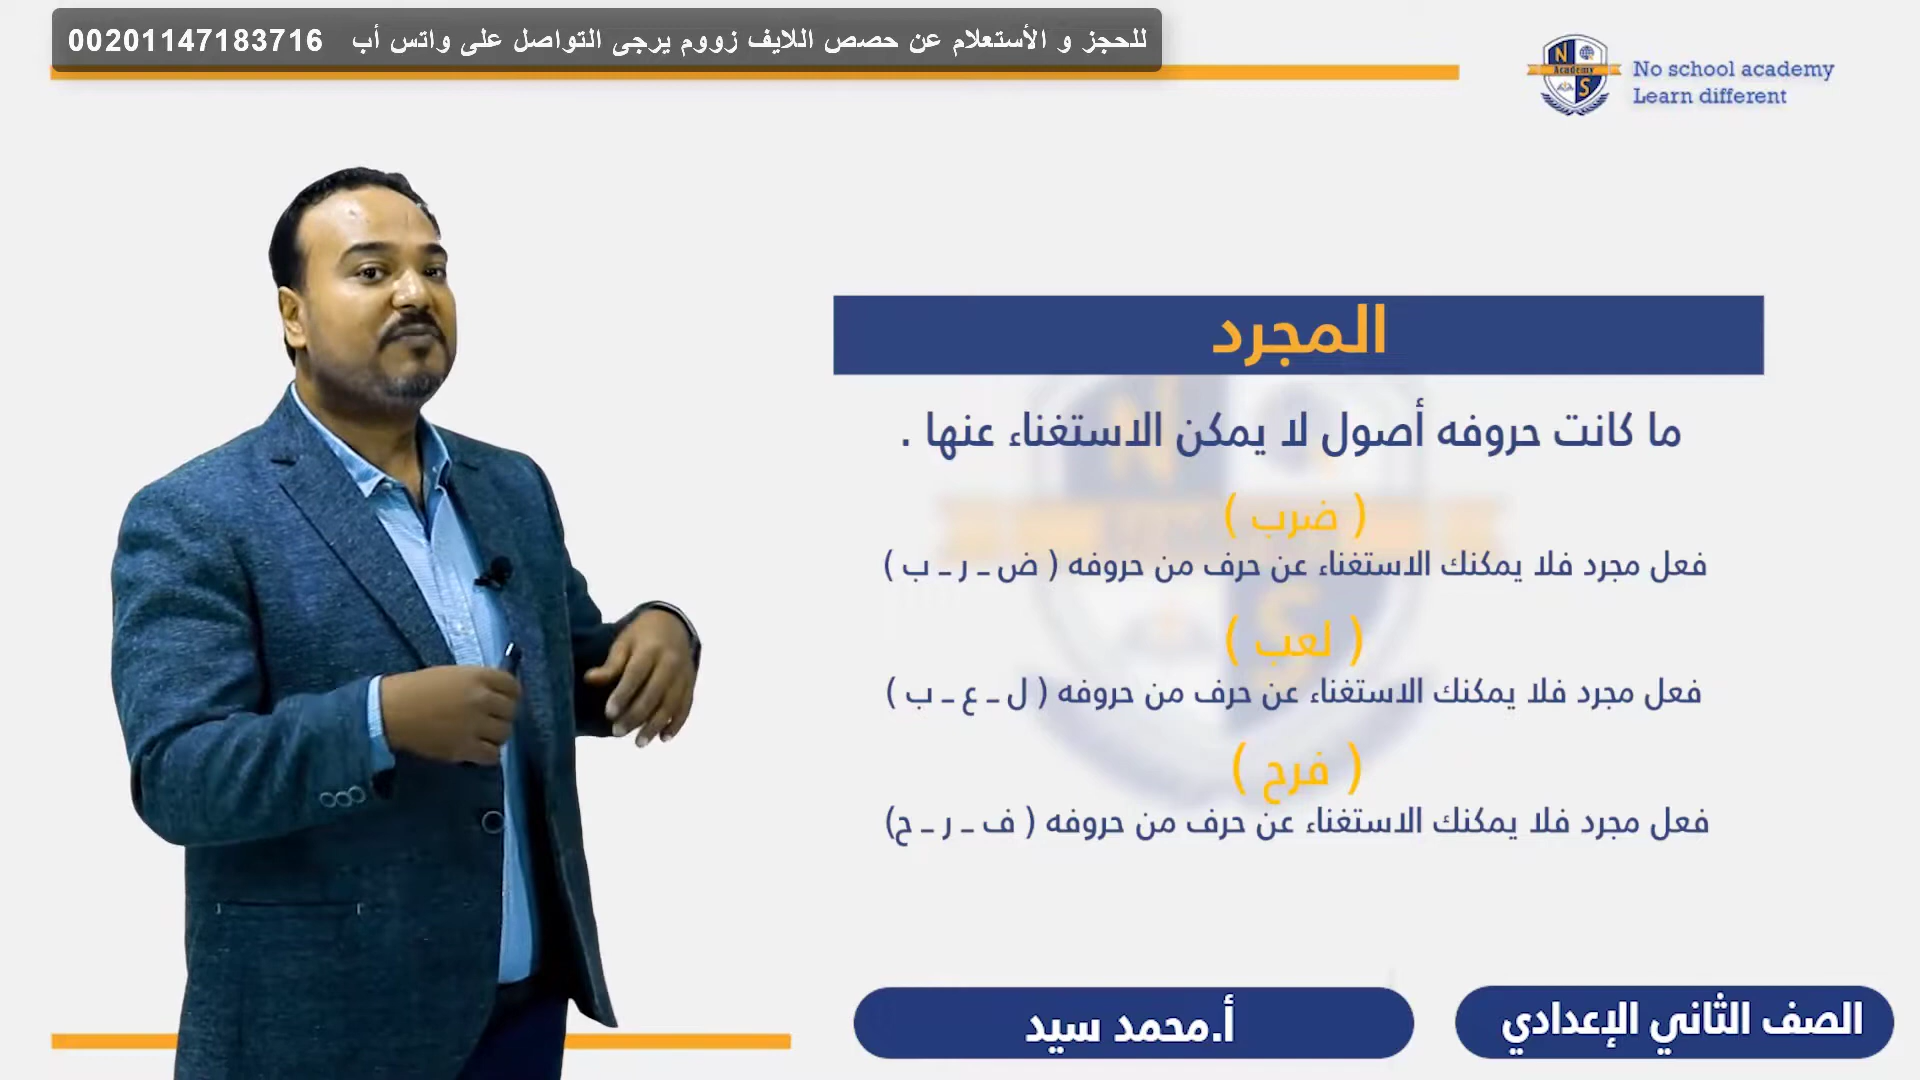 للحجز و الأستعلام عن حصص اللايف زووم يرجى التواصل على واتس أب 00201147183716
N
Academy
S
No school academy
Learn different
المجرد
ما كانت حروفه أصول لا يمكن الاستغناء عنها .
( ضرب )
فعل مجرد فلا يمكنك الاستغناء عن حرف من حروفه ( ض ـ ر ـ ب )
( لعب )
فعل مجرد فلا يمكنك الاستغناء عن حرف من حروفه ( ل ـ ع ـ ب )
( فرح )
فعل مجرد فلا يمكنك الاستغناء عن حرف من حروفه ( ف ـ ر ـ ح)
أ.محمد سيد
الصف الثاني الإعدادي